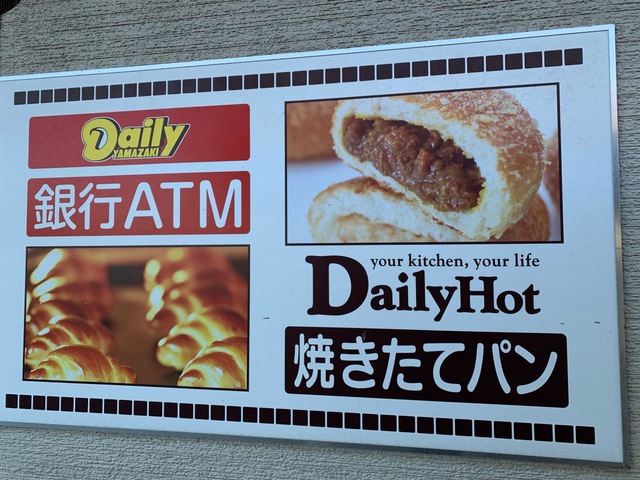 Daily
YAMAZAKI
銀行ATM
your kitchen, your life
DailyHot
焼きたてパン